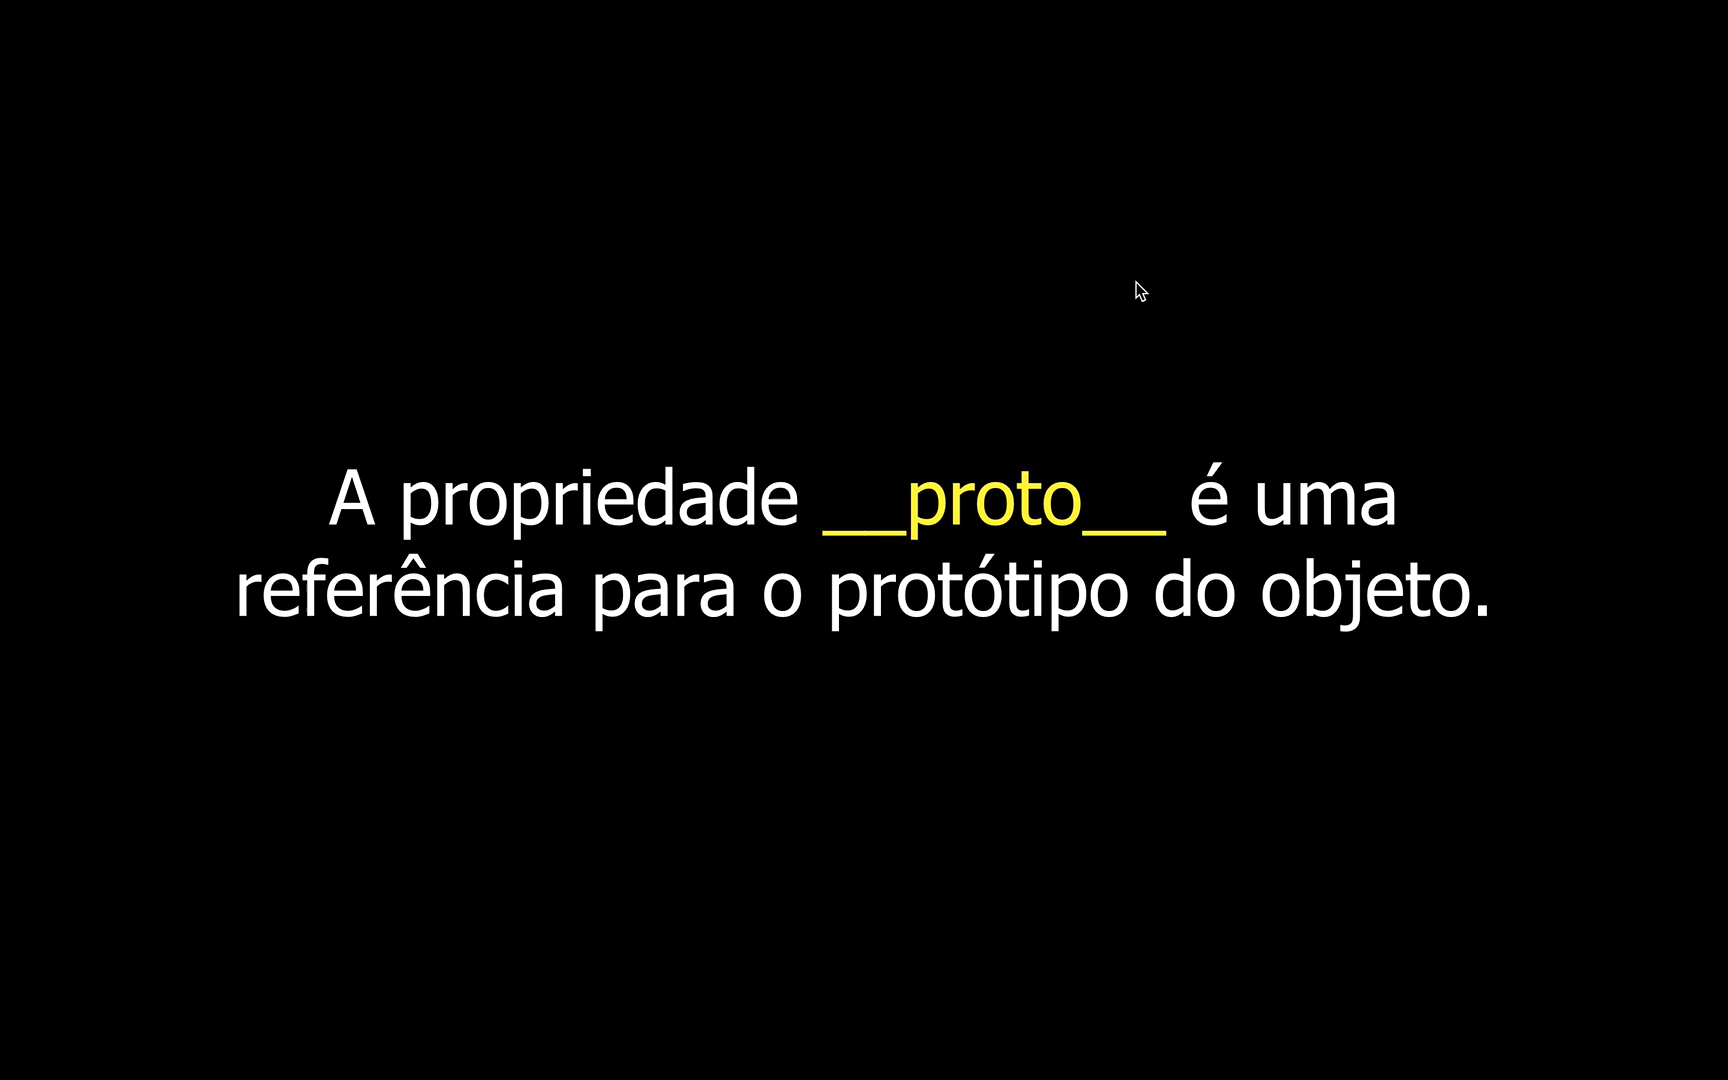 A propriedade __proto__ é uma
referência para o protótipo do objeto.